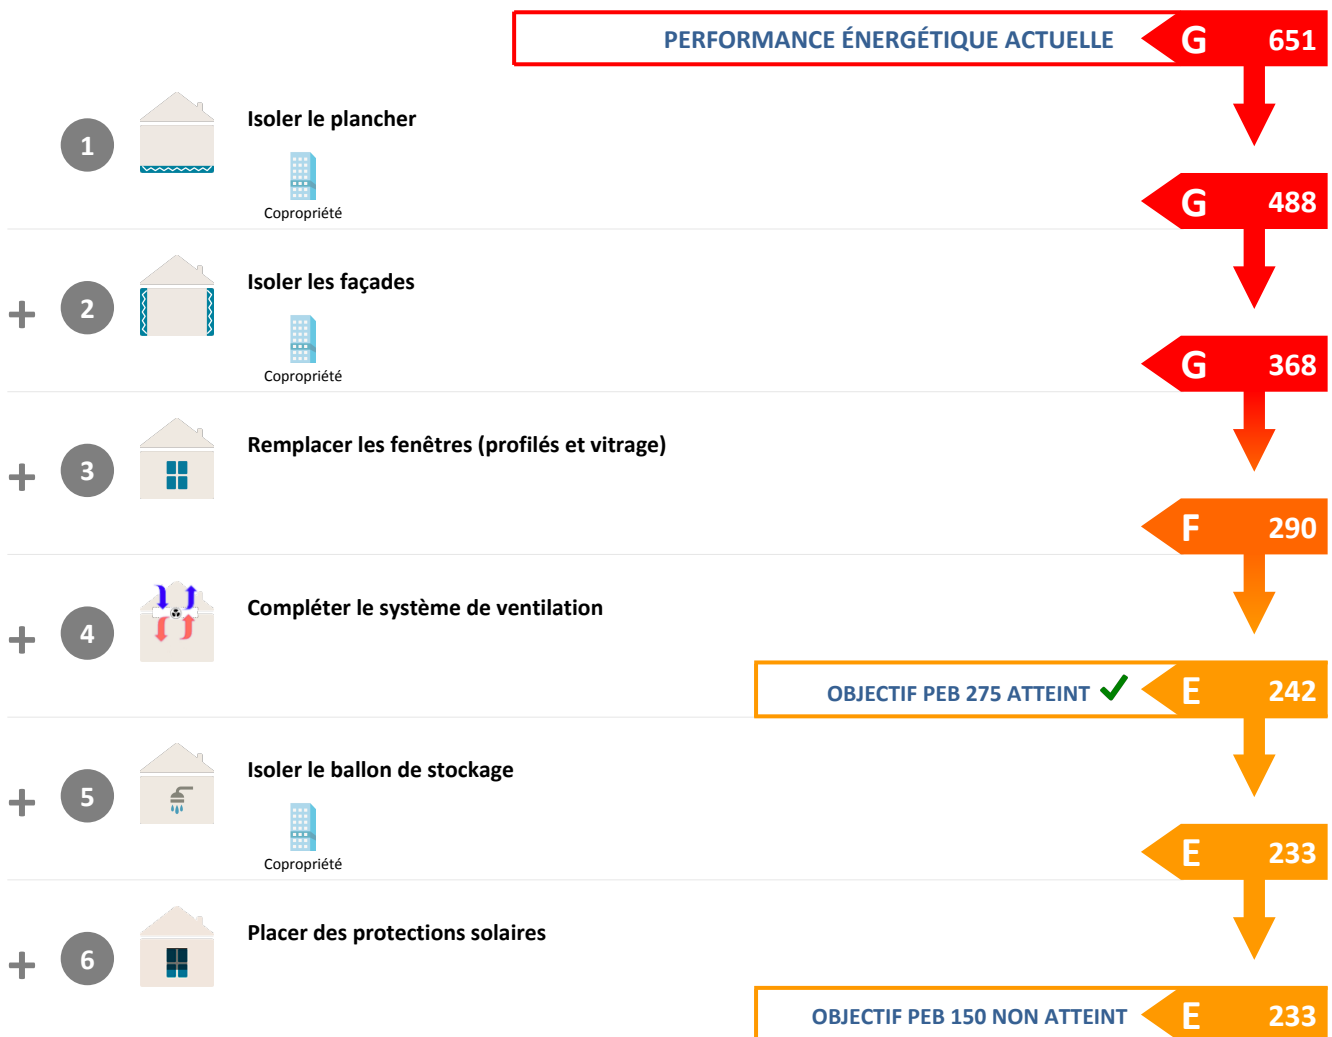 PERFORMANCE ÉNERGÉTIQUE ACTUELLE G 651
1 Isoler le plancher
Copropriété
G 488
+ 2 Isoler les façades
Copropriété
G 368
+ 3 Remplacer les fenêtres (profilés et vitrage)
F 290
+ 4 Compléter le système de ventilation
OBJECTIF PEB 275 ATTEINT ✓ E 242
+ 5 Isoler le ballon de stockage
Copropriété
E 233
+ 6 Placer des protections solaires
OBJECTIF PEB 150 NON ATTEINT E 233